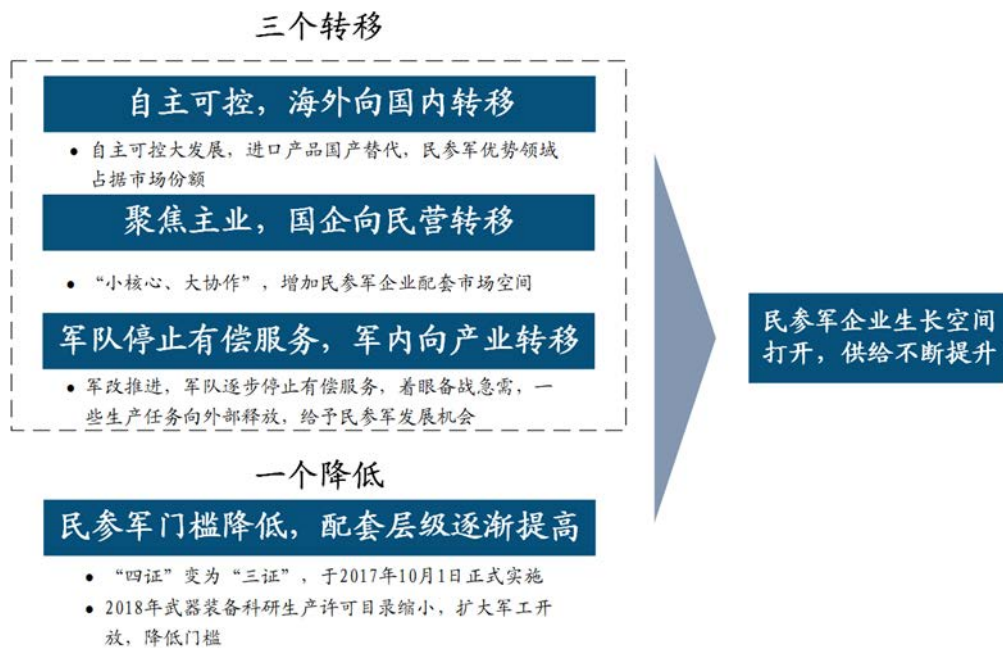 三个转移
自主可控，海外向国内转移
• 自主可控大发展，进口产品国产替代，民参军优势领域
占据市场份额
聚焦主业，国企向民营转移
• “小核心、大协作”，增加民参军企业配套市场空间
军队停止有偿服务，军内向产业转移
• 军改推进，军队逐步停止有偿服务，着眼备战急需，一
些生产任务向外部释放，给予民参军发展机会
一个降低
民参军门槛降低，配套层级逐渐提高
• “四证”变为“三证”，于2017年10月1日正式实施
• 2018年武器装备科研生产许可目录缩小，扩大军工开
放，降低门槛
民参军企业生长空间
打开，供给不断提升